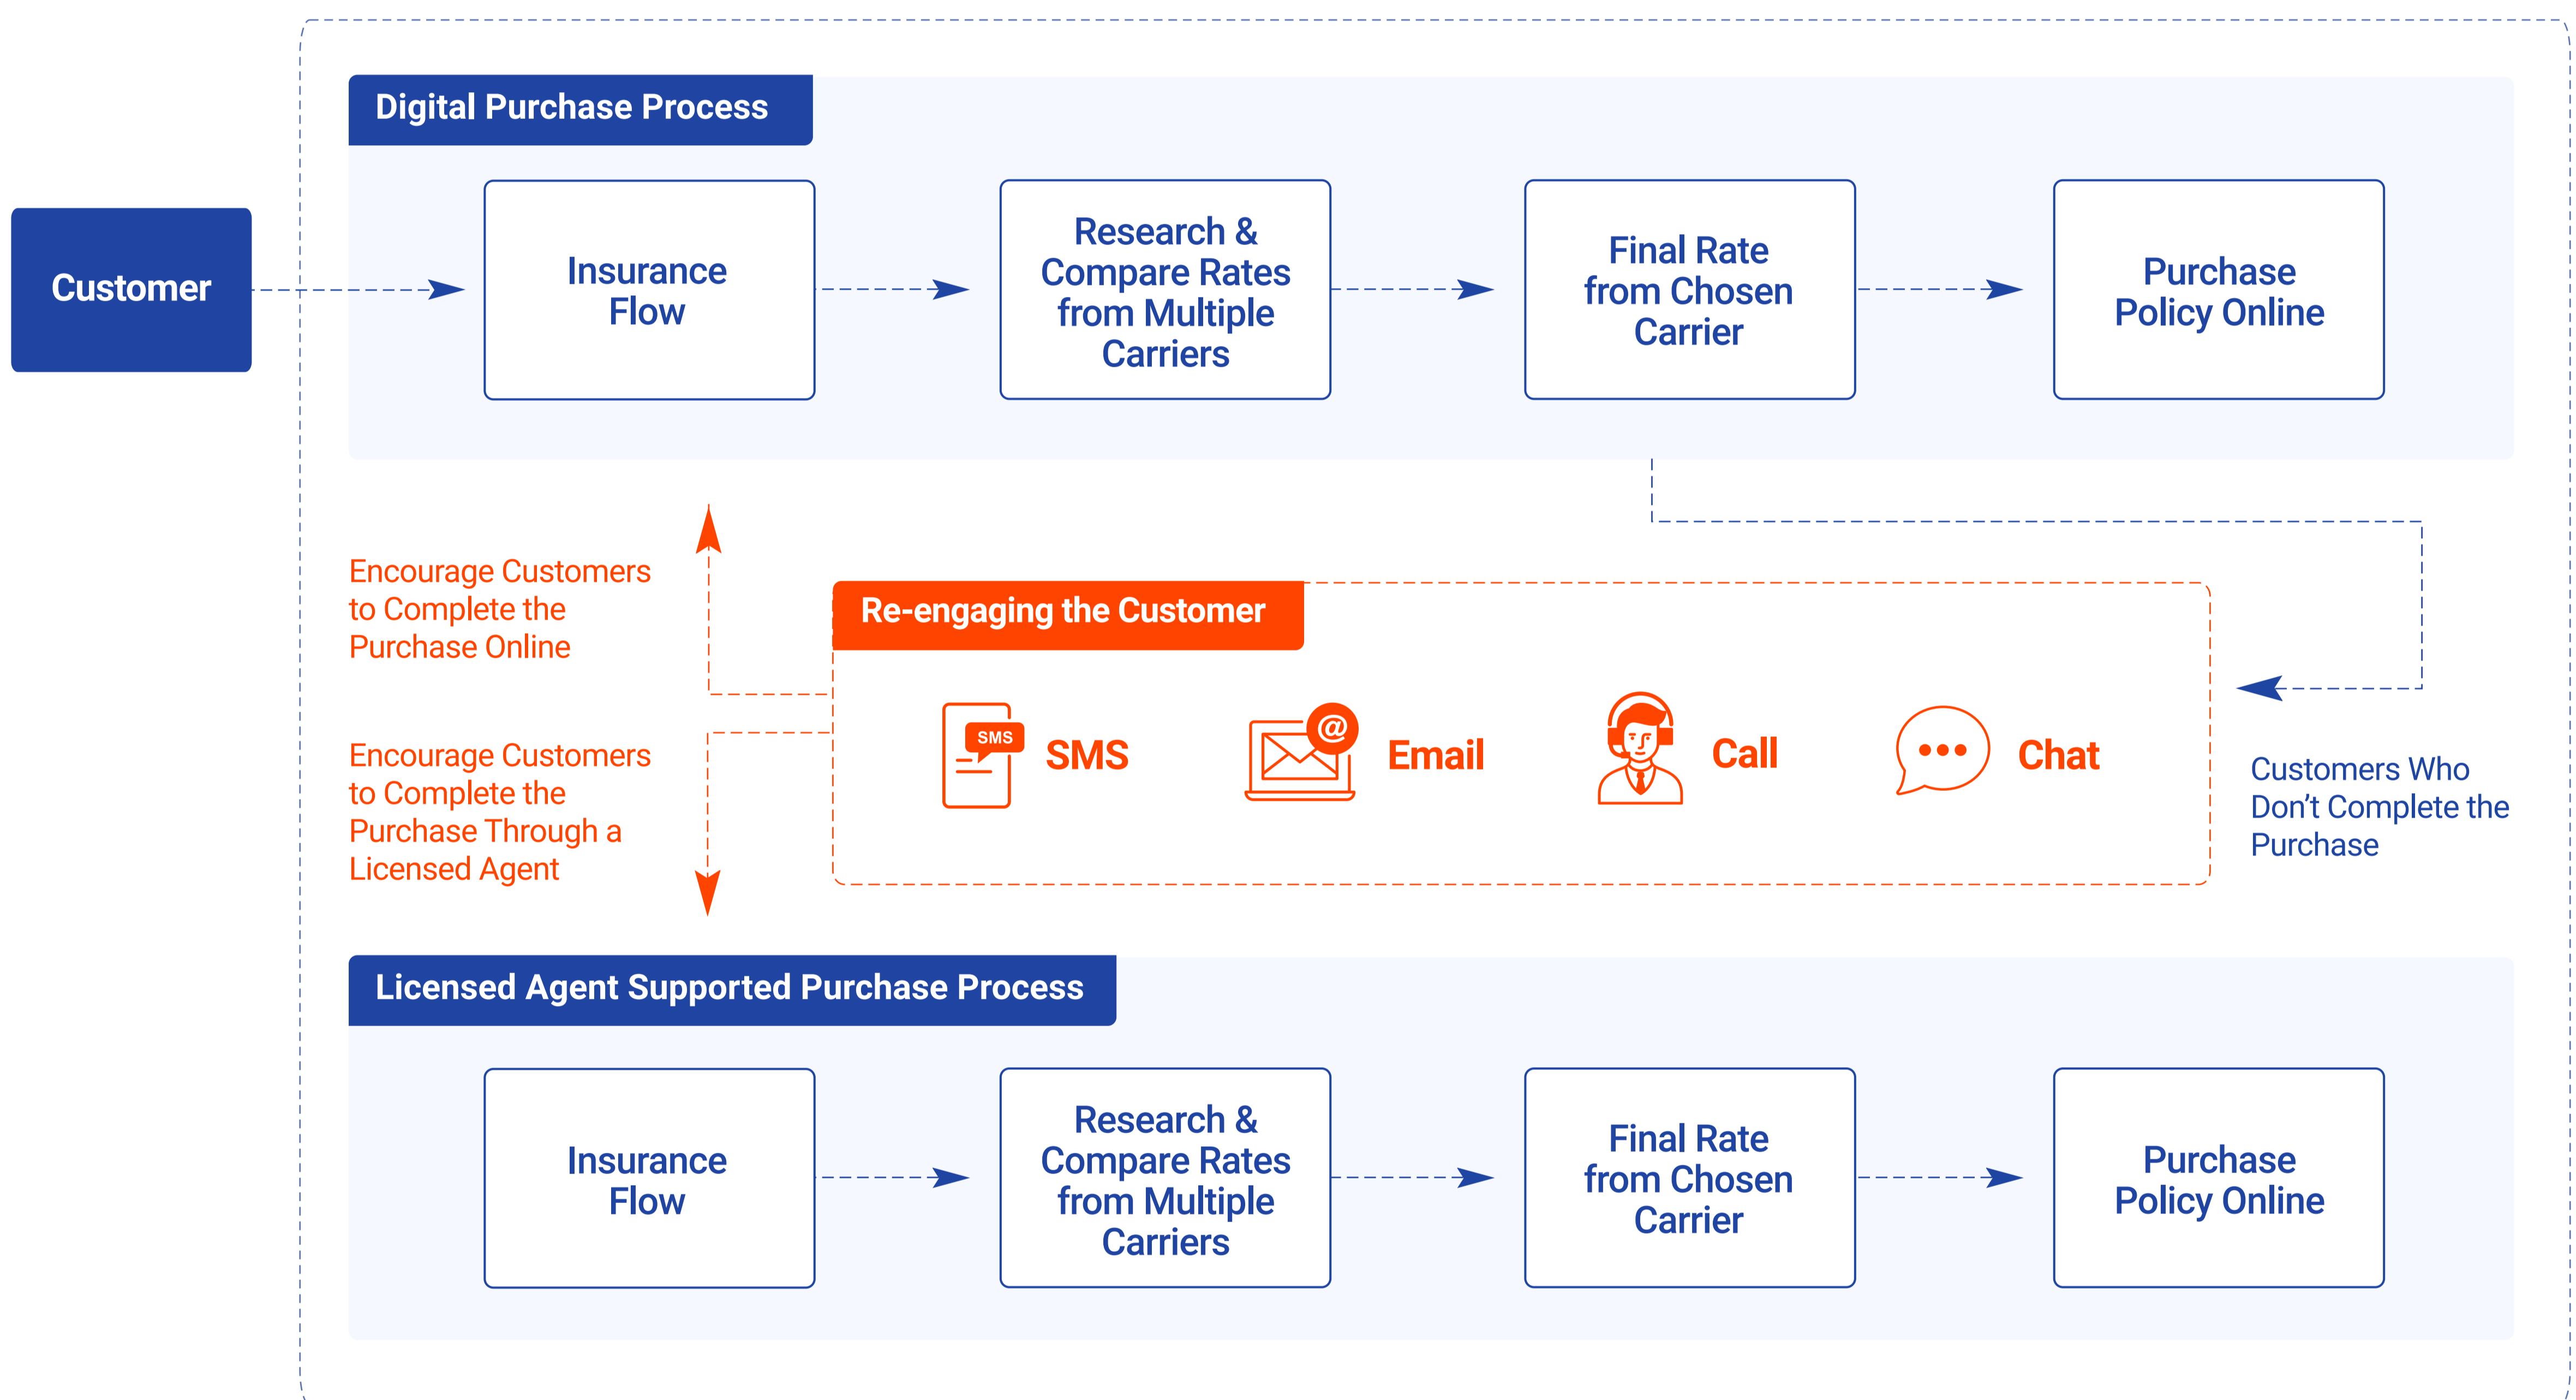 Digital Purchase Process
Customer
Insurance
Flow
Research &
Compare Rates
from Multiple
Carriers
Final Rate
from Chosen
Carrier
Purchase
Policy Online
Encourage Customers
to Complete the
Purchase Online
Encourage Customers
to Complete the
Purchase Through a
Licensed Agent
Re-engaging the Customer
SMS
SMS
@
Email
Call
Chat
Customers Who
Don’t Complete the
Purchase
Licensed Agent Supported Purchase Process
Insurance
Flow
Research &
Compare Rates
from Multiple
Carriers
Final Rate
from Chosen
Carrier
Purchase
Policy Online